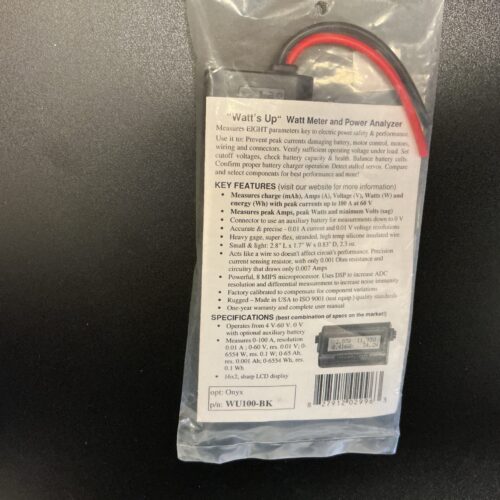 "Watt's Up" Watt Meter and Power Analyzer
Measures EIGHT parameters key to electric power safety & performance.
Use it to: Prevent peak currents damaging battery, motor control, motors,
wiring and connectors. Verify sufficient operating voltage under load. Set
cutoff voltages, check battery capacity & health. Balance battery cells.
Confirm proper battery charger operation. Detect stalled servos. Compare
and select components for best performance and more!
KEY FEATURES (visit our website for more information)
• Measures charge (mAh), Amps (A), Voltage (V), Watts (W) and
energy (Wh) with peak currents up to 100 A at 60 V
• Measures peak Amps, peak Watts and minimum Volts (sag)
• Connector to use an auxiliary battery for measurements down to 0 V
• Accurate & precise - 0.01 A current and 0.01 V voltage resolutions
• Heavy gage, super-flex, stranded, high temp silicone insulated wire.
• Small & light: 2.8" L x 1.7" W x 0.83" D, 2.3 oz.
• Acts like a wire so doesn't affect circuit's performance. Precision
current sensing resistor, with only 0.001 Ohm resistance and
circuitry that draws only 0.007 Amps
• Powerful, 8 MIPS microprocessor. Uses DSP to increase ADC
resolution and differential measurement to increase noise immunity
• Factory calibrated to compensate for component variations
• Rugged – Made in USA to ISO 9001 (test equip.) quality standards
• One-year warranty and complete user manual
SPECIFICATIONS (best combination of specs on the market!)
• Operates from 4 V-60 V, 0 V
with optional auxiliary battery
• Measures 0-100 A, resolution
0.01 A ; 0-60 V, res. 0.01 V; 0-
6554 W, res. 0.1 W; 0-65 Ah,
res. 0.001 Ah; 0-6554 Wh, res.
0.1 Wh
• 16x2, sharp LCD display
opt: Onyx
p/n: WU100-BK
8 27912 02996 3